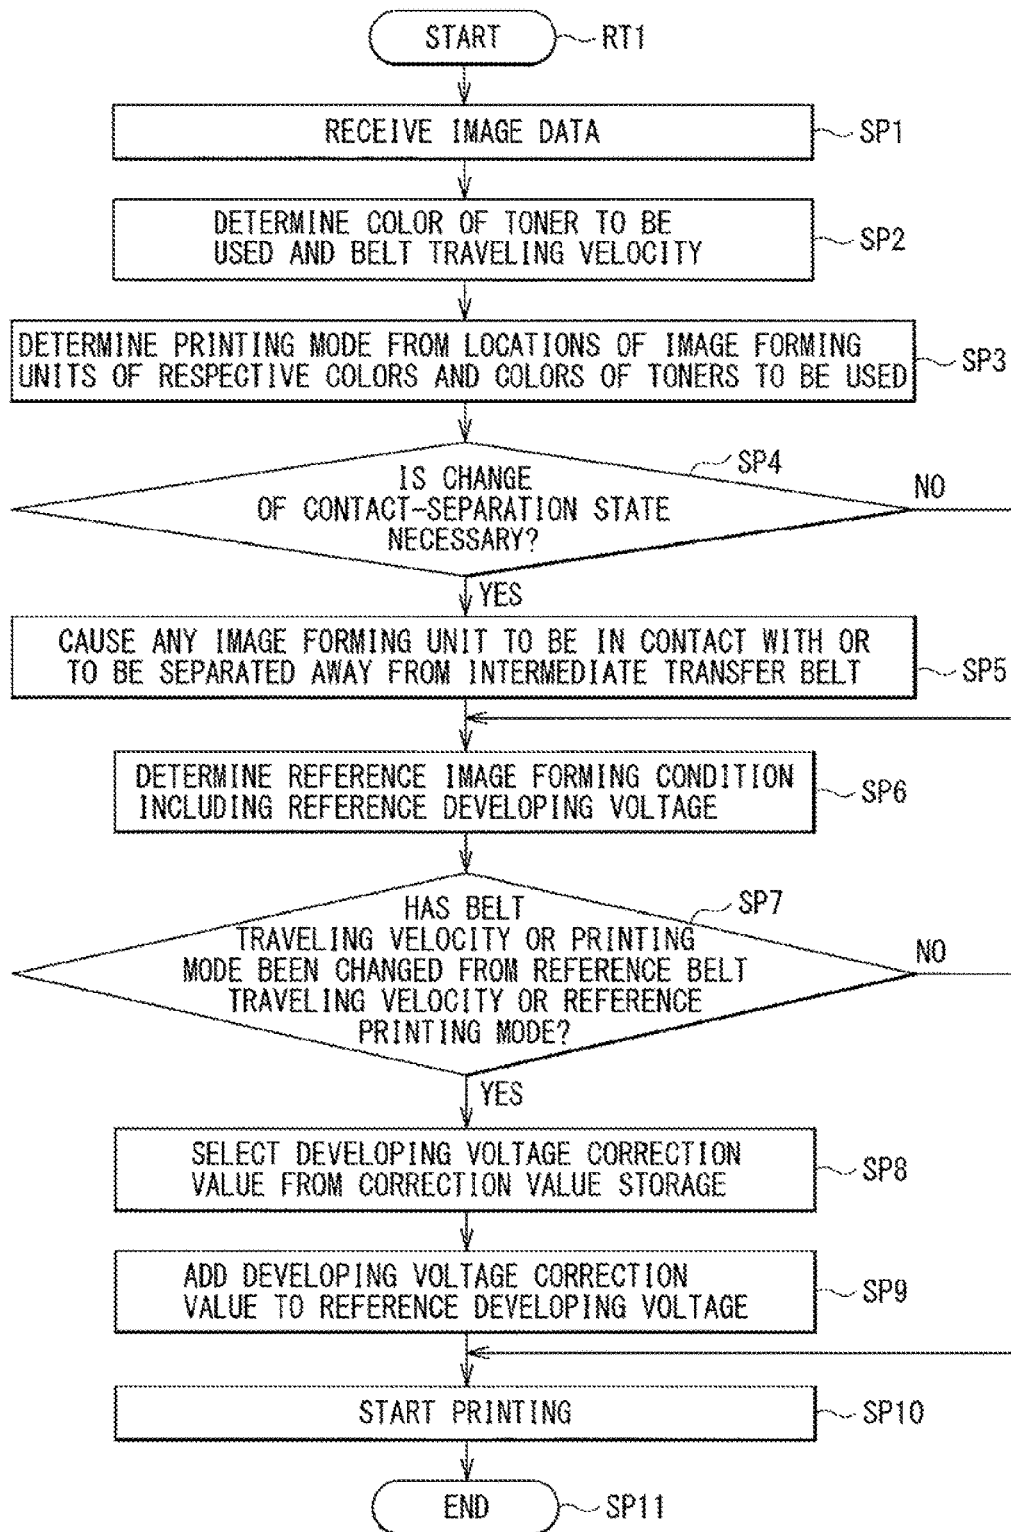 START
RT1
RECEIVE IMAGE DATA
SP1
DETERMINE COLOR OF TONER TO BE
USED AND BELT TRAVELING VELOCITY
SP2
DETERMINE PRINTING MODE FROM LOCATIONS OF IMAGE FORMING
UNITS OF RESPECTIVE COLORS AND COLORS OF TONERS TO BE USED
SP3
SP4
IS CHANGE
OF CONTACT-SEPARATION STATE
NECESSARY?
NO
YES
CAUSE ANY IMAGE FORMING UNIT TO BE IN CONTACT WITH OR
TO BE SEPARATED AWAY FROM INTERMEDIATE TRANSFER BELT
SP5
DETERMINE REFERENCE IMAGE FORMING CONDITION
INCLUDING REFERENCE DEVELOPING VOLTAGE
SP6
SP7
HAS BELT
TRAVELING VELOCITY OR PRINTING
MODE BEEN CHANGED FROM REFERENCE BELT
TRAVELING VELOCITY OR REFERENCE
PRINTING MODE?
NO
YES
SELECT DEVELOPING VOLTAGE CORRECTION
VALUE FROM CORRECTION VALUE STORAGE
SP8
ADD DEVELOPING VOLTAGE CORRECTION
VALUE TO REFERENCE DEVELOPING VOLTAGE
SP9
START PRINTING
SP10
END
SP11